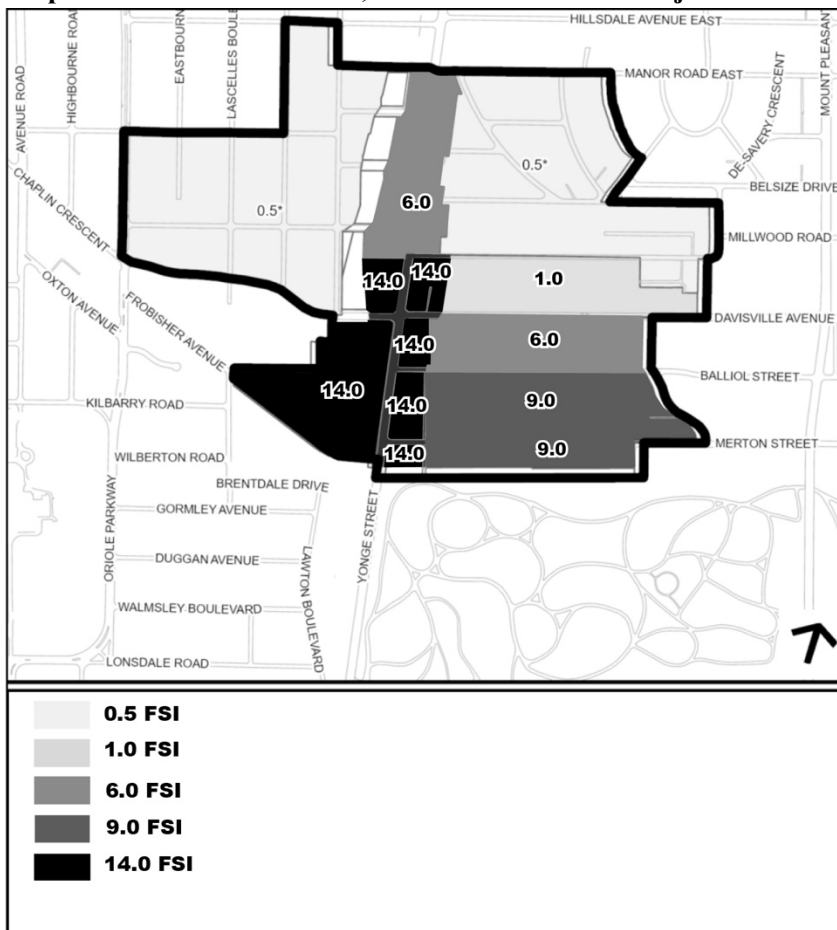 HILLSDALE AVENUE EAST
MANOR ROAD EAST
MOUNT PLEASANT
AVENUE ROAD
HIGHBOURNE ROAD
EASTBOURN
LASCELLES BOULE
DE-SAVERY CRESCENT
0.5*
BELSIZE DRIVE
CHAPLIN CRESCENT
0.5*
6.0
MILLWOOD ROAD
14.0
14.0
1.0
OXTON AVENUE
FROBISHER AVENUE
DAVISVILLE AVENUE
14.0
6.0
BALLIOL STREET
14.0
14.0
9.0
KILBARRY ROAD
MERTON STREET
14.0
9.0
WILBERTON ROAD
BRENTDALE DRIVE
GORMLEY AVENUE
ORIOLE PARKWAY
LAWTON BOULEVARD
YONGE STREET
DUGGAN AVENUE
WALMSLEY BOULEVARD
LONSDALE ROAD
0.5 FSI
1.0 FSI
6.0 FSI
9.0 FSI
14.0 FSI